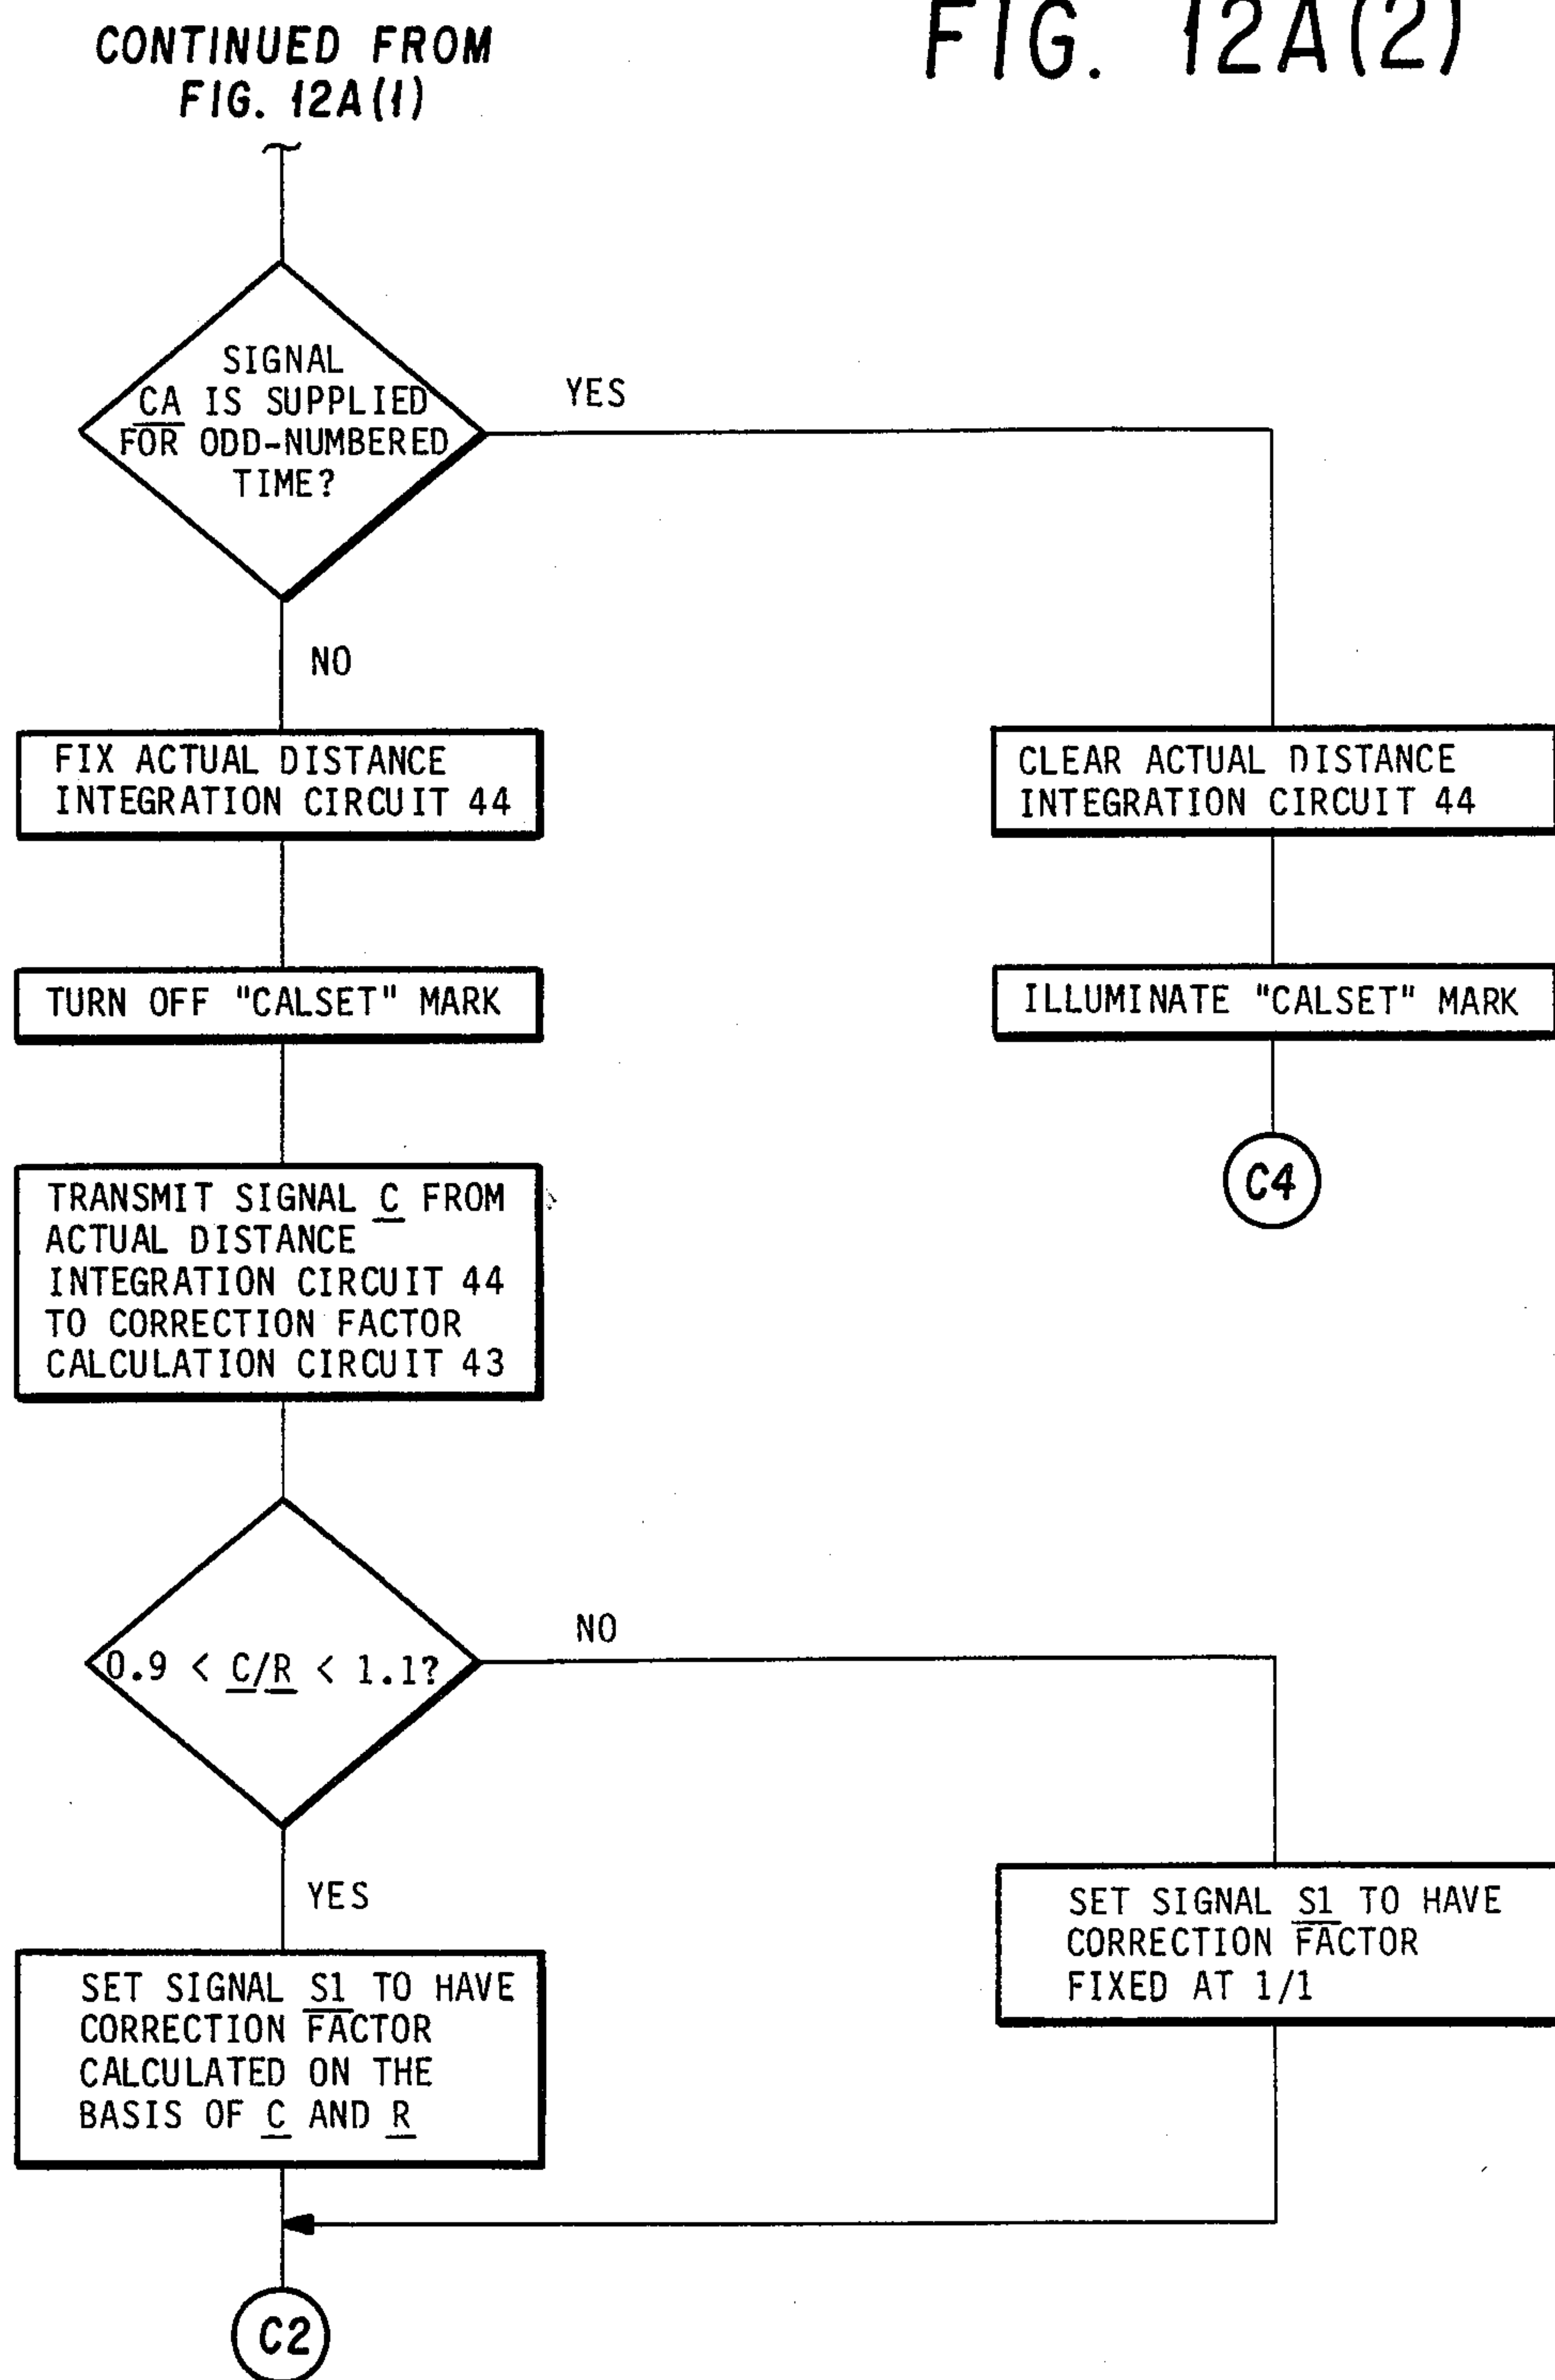 CONTINUED FROM
FIG. 12A(1)
FIG. 12A(2)
SIGNAL
CA IS SUPPLIED
FOR ODD-NUMBERED
TIME?
YES
NO
FIX ACTUAL DISTANCE
INTEGRATION CIRCUIT 44
CLEAR ACTUAL DISTANCE
INTEGRATION CIRCUIT 44
TURN OFF "CALSET" MARK
ILLUMINATE "CALSET" MARK
C4
TRANSMIT SIGNAL C FROM
ACTUAL DISTANCE
INTEGRATION CIRCUIT 44
TO CORRECTION FACTOR
CALCULATION CIRCUIT 43
0.9 < C/R < 1.1?
NO
YES
SET SIGNAL S1 TO HAVE
CORRECTION FACTOR
FIXED AT 1/1
SET SIGNAL S1 TO HAVE
CORRECTION FACTOR
CALCULATED ON THE
BASIS OF C AND R
C2